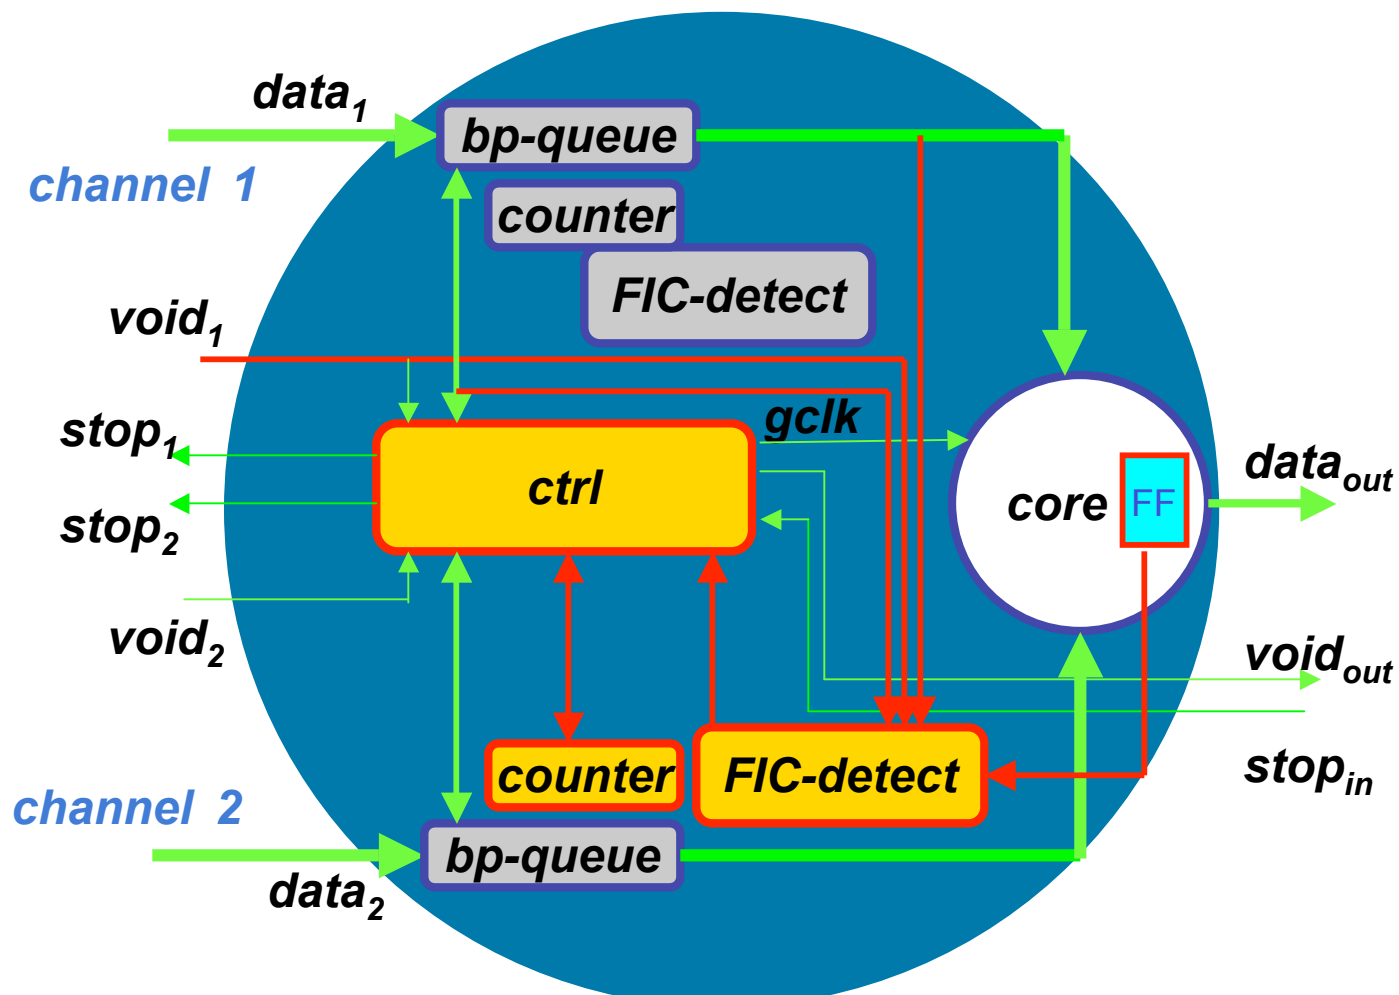 data1
bp-queue
channel 1
counter
FIC-detect
void1
gclk
stop1
ctrl
dataout
core
FF
stop2
void2
voidout
counter
FIC-detect
stopin
channel 2
bp-queue
data2